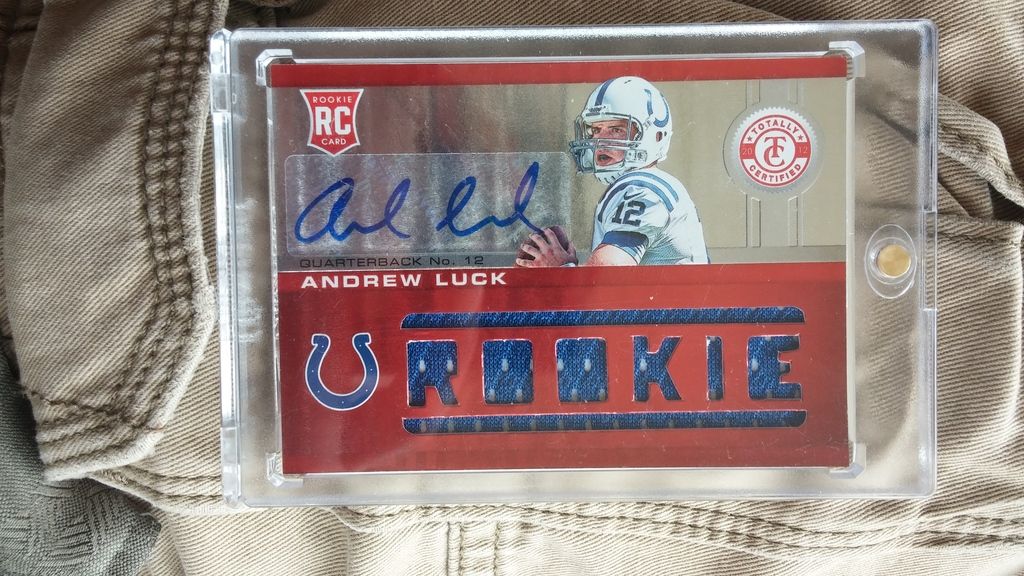 ROOKIE
RC
CARD
TOTALLY
20 TC 12
CERTIFIED
12
QUARTERBACK No. 12
ANDREW LUCK
ROOKIE